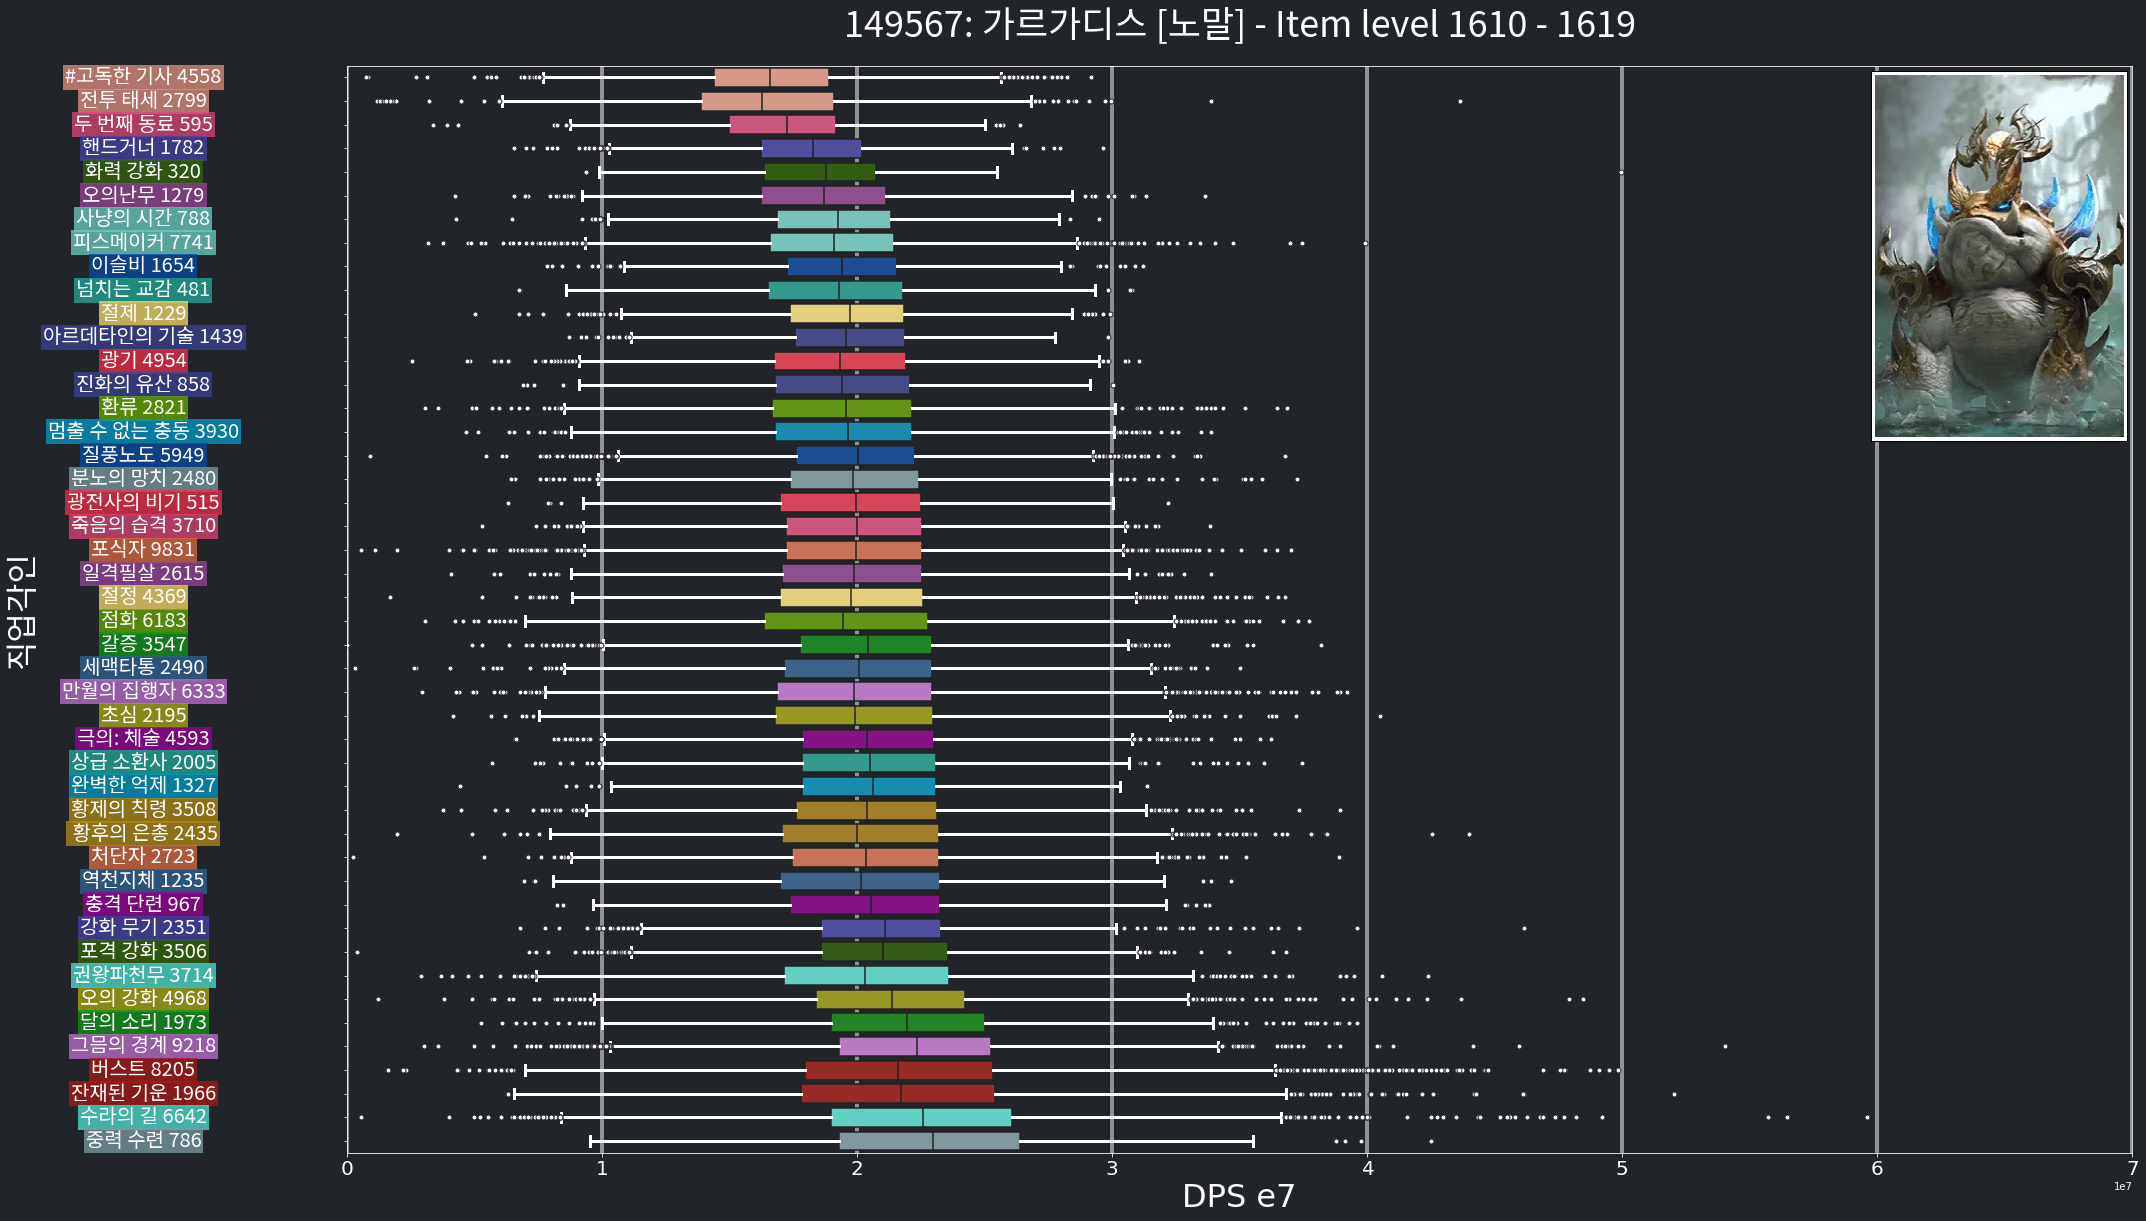 149567: 가르가디스 [노말] - Item level 1610 - 1619
#고독한 기사 4558
전투 태세 2799
두 번째 동료 595
핸드거너 1782
화력 강화 320
오의난무 1279
사냥의 시간 788
피스메이커 7741
이슬비 1654
넘치는 교감 481
절제 1229
아르데타인의 기술 1439
광기 4954
진화의 유산 858
환류 2821
멈출 수 없는 충동 3930
질풍노도 5949
분노의 망치 2480
광전사의 비기 515
죽음의 습격 3710
포식자 9831
일격필살 2615
절정 4369
점화 6183
갈증 3547
세맥타통 2490
만월의 집행자 6333
초심 2195
극의: 체술 4593
상급 소환사 2005
완벽한 억제 1327
황제의 칙령 3508
황후의 은총 2435
처단자 2723
역천지체 1235
충격 단련 967
강화 무기 2351
포격 강화 3506
권왕파천무 3714
오의 강화 4968
달의 소리 1973
그믐의 경계 9218
버스트 8205
잔재된 기운 1966
수라의 길 6642
중력 수련 786
직업각인
0 1 2 3 4 5 6 7
1e7
DPS e7